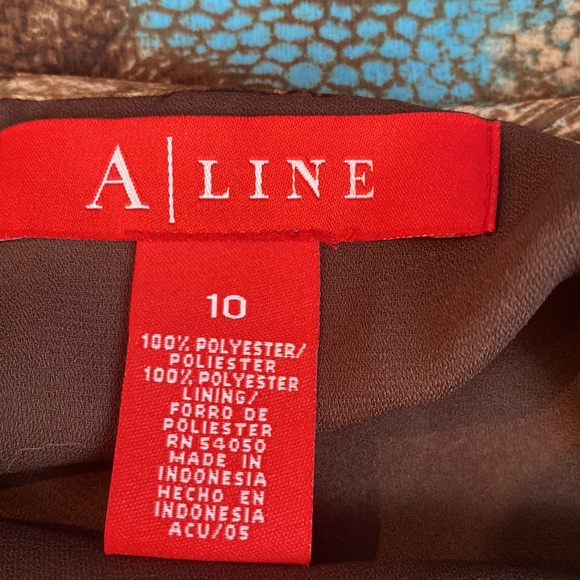 A|LINE
10
100% POLYESTER/
POLIESTER
100% POLYESTER
LINING/
FORRO DE
POLIESTER
RN 54050
MADE IN
INDONESIA
HECHO EN
INDONESIA
ACU/05